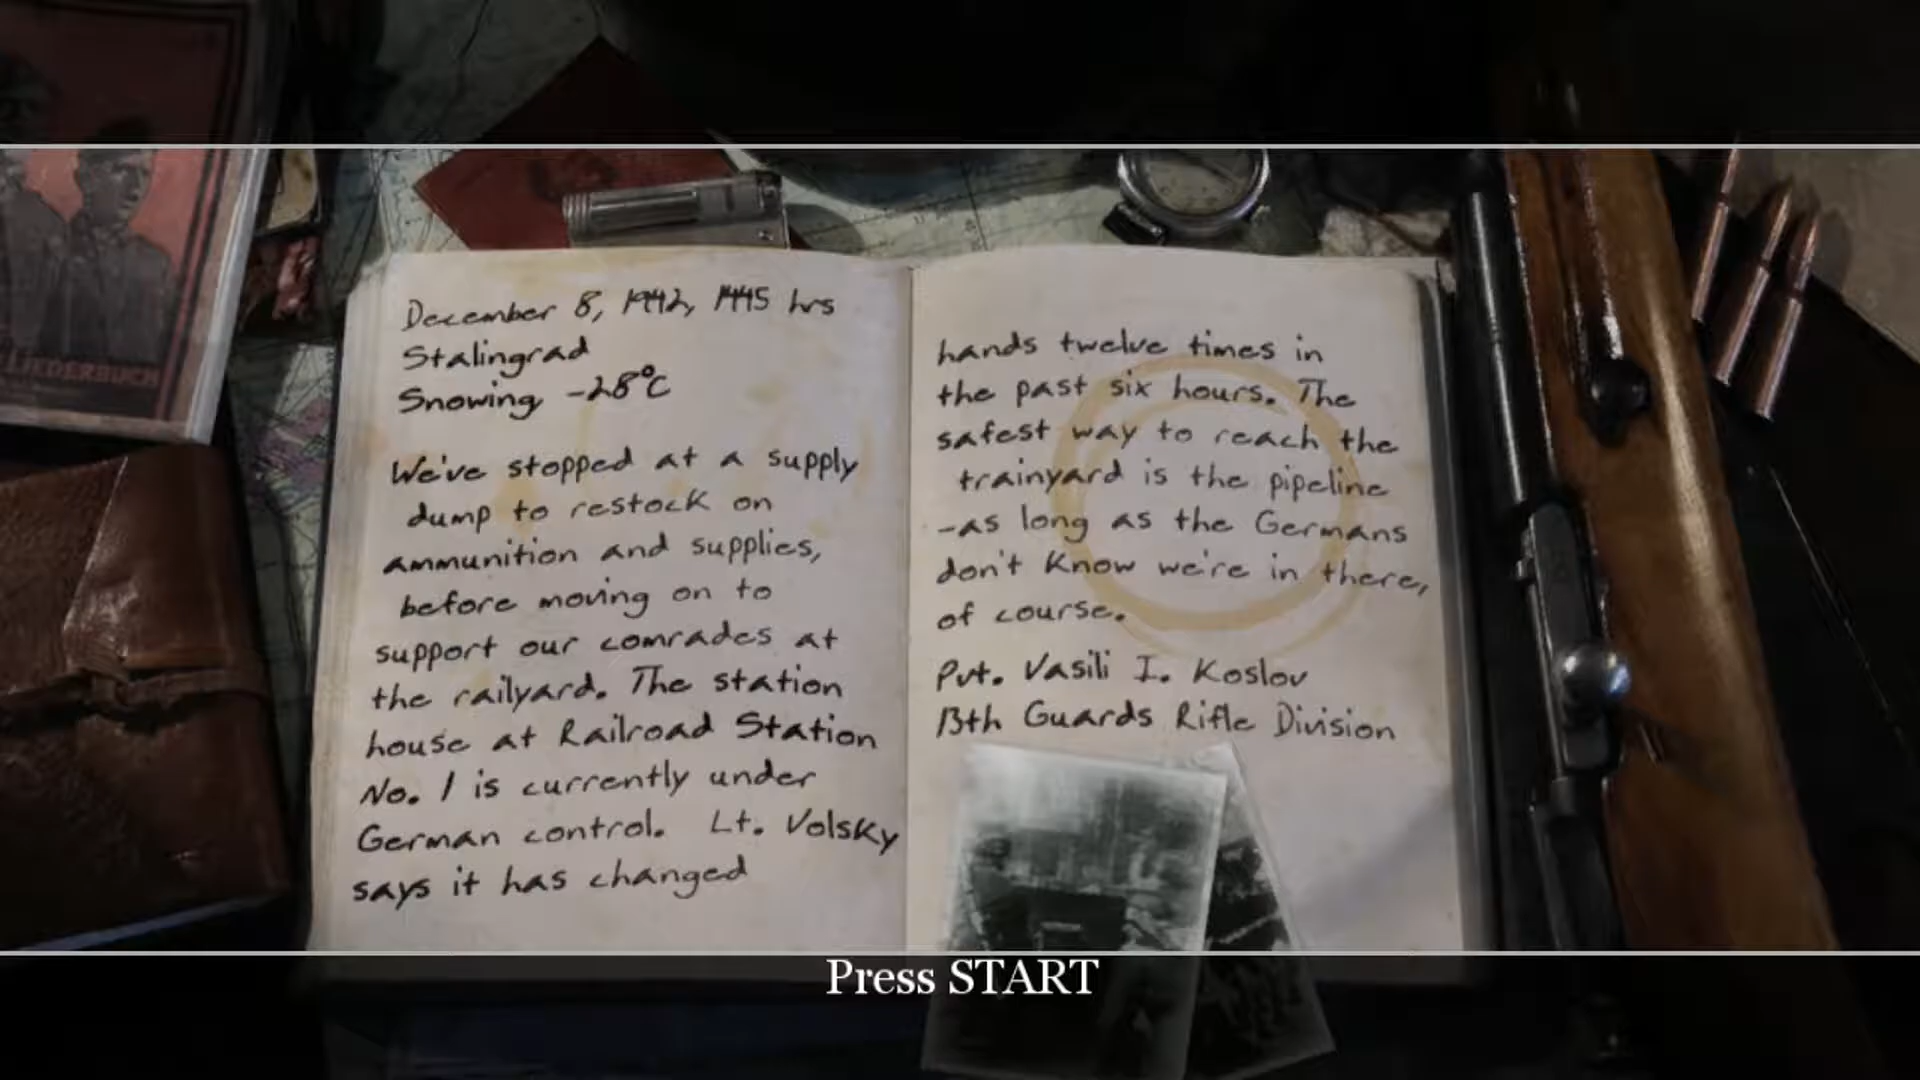 LIEDERBUCH
December 8, 1942, 1445 hrs
Stalingrad
Snowing -28°C
We've stopped at a supply
dump to restock on
ammunition and supplies,
before moving on to
support our comrades at
the railyard. The station
house at Railroad Station
No. 1 is currently under
German control. Lt. Volsky
says it has changed
hands twelve times in
the past six hours. The
safest way to reach the
trainyard is the pipeline
-as long as the Germans
don't know we're in there,
of course.
Pvt. Vasili I. Koslov
13th Guards Rifle Division
Press START